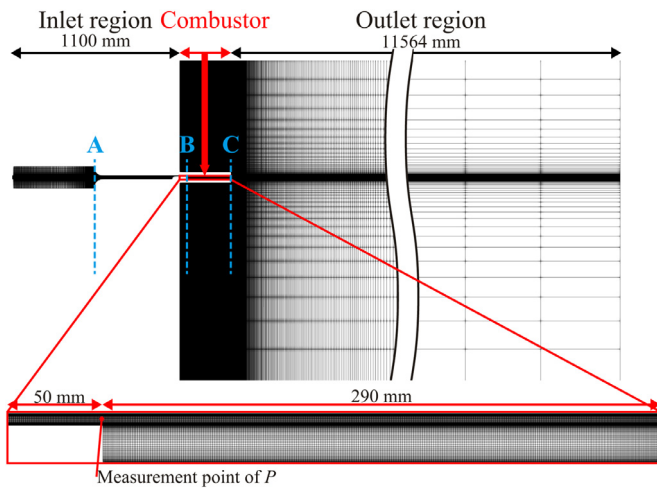 Inlet region Combustor Outlet region
1100 mm 11564 mm
A B C
50 mm 290 mm
Measurement point of P